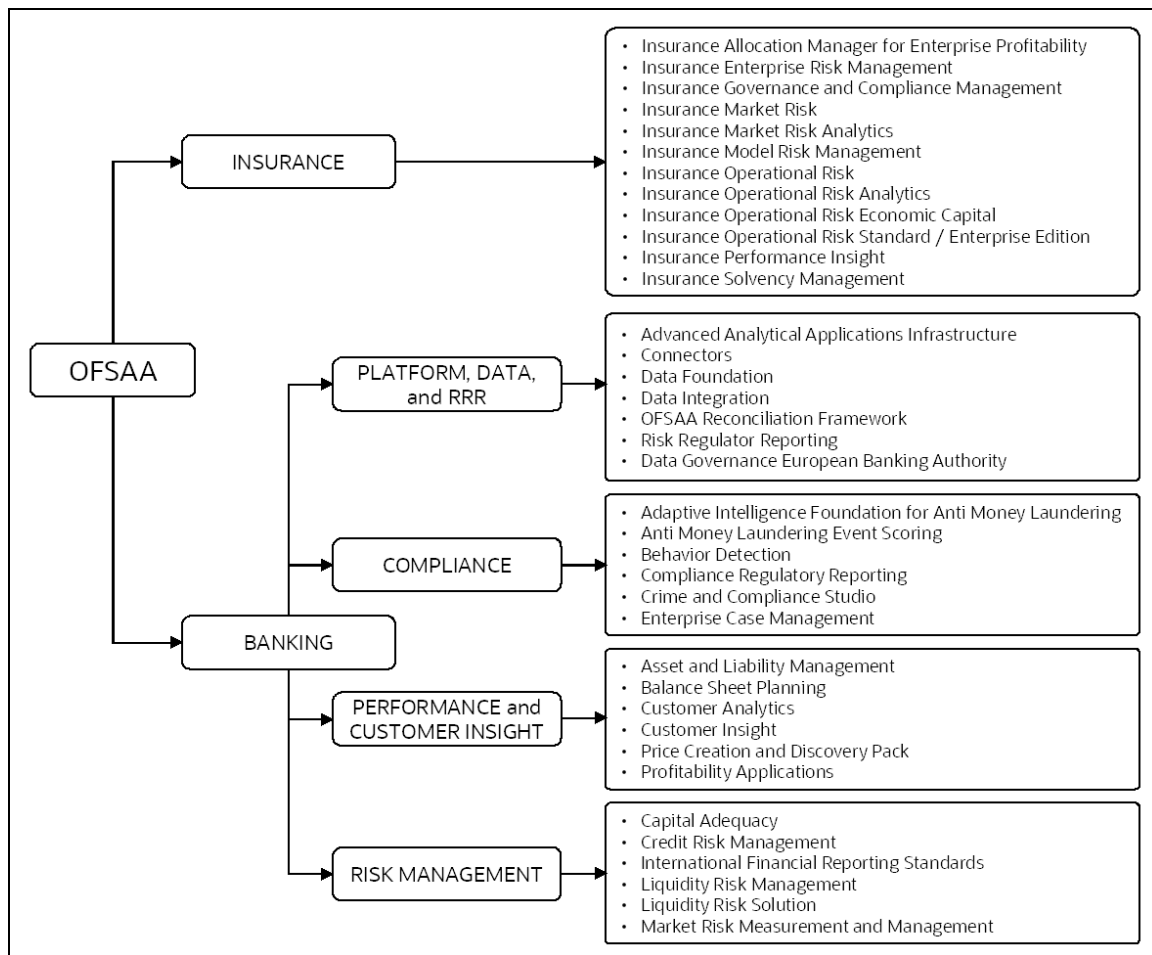 OFSAA
INSURANCE
• Insurance Allocation Manager for Enterprise Profitability
• Insurance Enterprise Risk Management
• Insurance Governance and Compliance Management
• Insurance Market Risk
• Insurance Market Risk Analytics
• Insurance Model Risk Management
• Insurance Operational Risk
• Insurance Operational Risk Analytics
• Insurance Operational Risk Economic Capital
• Insurance Operational Risk Standard / Enterprise Edition
• Insurance Performance Insight
• Insurance Solvency Management
BANKING
PLATFORM, DATA,
and RRR
• Advanced Analytical Applications Infrastructure
• Connectors
• Data Foundation
• Data Integration
• OFSAA Reconciliation Framework
• Risk Regulator Reporting
• Data Governance European Banking Authority
COMPLIANCE
• Adaptive Intelligence Foundation for Anti Money Laundering
• Anti Money Laundering Event Scoring
• Behavior Detection
• Compliance Regulatory Reporting
• Crime and Compliance Studio
• Enterprise Case Management
PERFORMANCE and
CUSTOMER INSIGHT
• Asset and Liability Management
• Balance Sheet Planning
• Customer Analytics
• Customer Insight
• Price Creation and Discovery Pack
• Profitability Applications
RISK MANAGEMENT
• Capital Adequacy
• Credit Risk Management
• International Financial Reporting Standards
• Liquidity Risk Management
• Liquidity Risk Solution
• Market Risk Measurement and Management